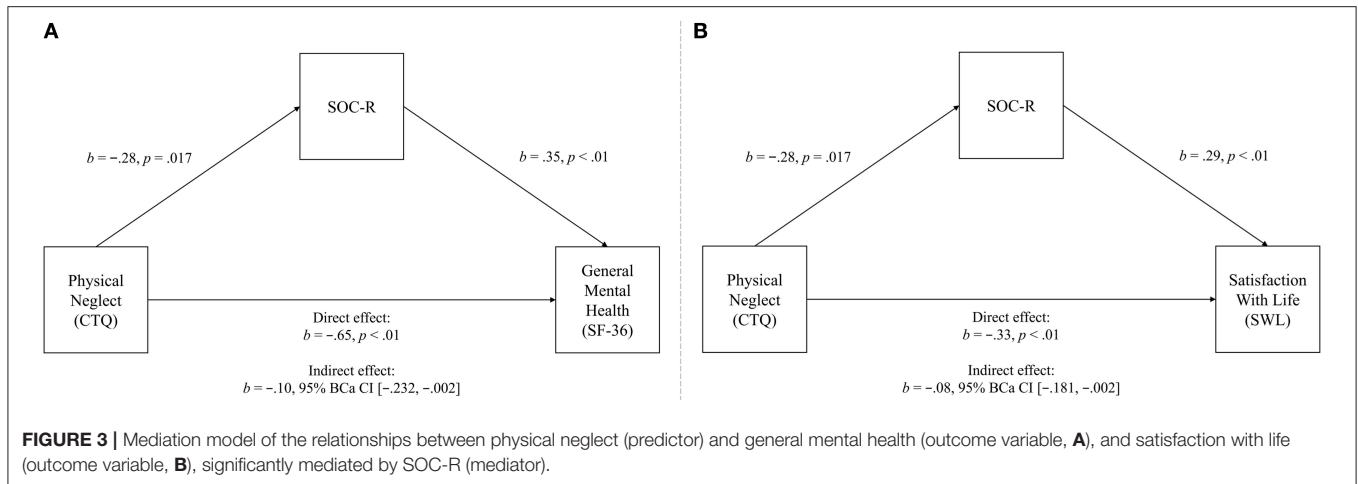 A
SOC-R
b = −.28, p = .017
b = .35, p < .01
Physical
Neglect
(CTQ)
General
Mental
Health
(SF-36)
Direct effect:
b = −.65, p < .01
Indirect effect:
b = −.10, 95% BCa CI [−.232, −.002]
B
SOC-R
b = −.28, p = .017
b = .29, p < .01
Physical
Neglect
(CTQ)
Satisfaction
With Life
(SWL)
Direct effect:
b = −.33, p < .01
Indirect effect:
b = −.08, 95% BCa CI [−.181, −.002]
FIGURE 3 | Mediation model of the relationships between physical neglect (predictor) and general mental health (outcome variable, A), and satisfaction with life
(outcome variable, B), significantly mediated by SOC-R (mediator).